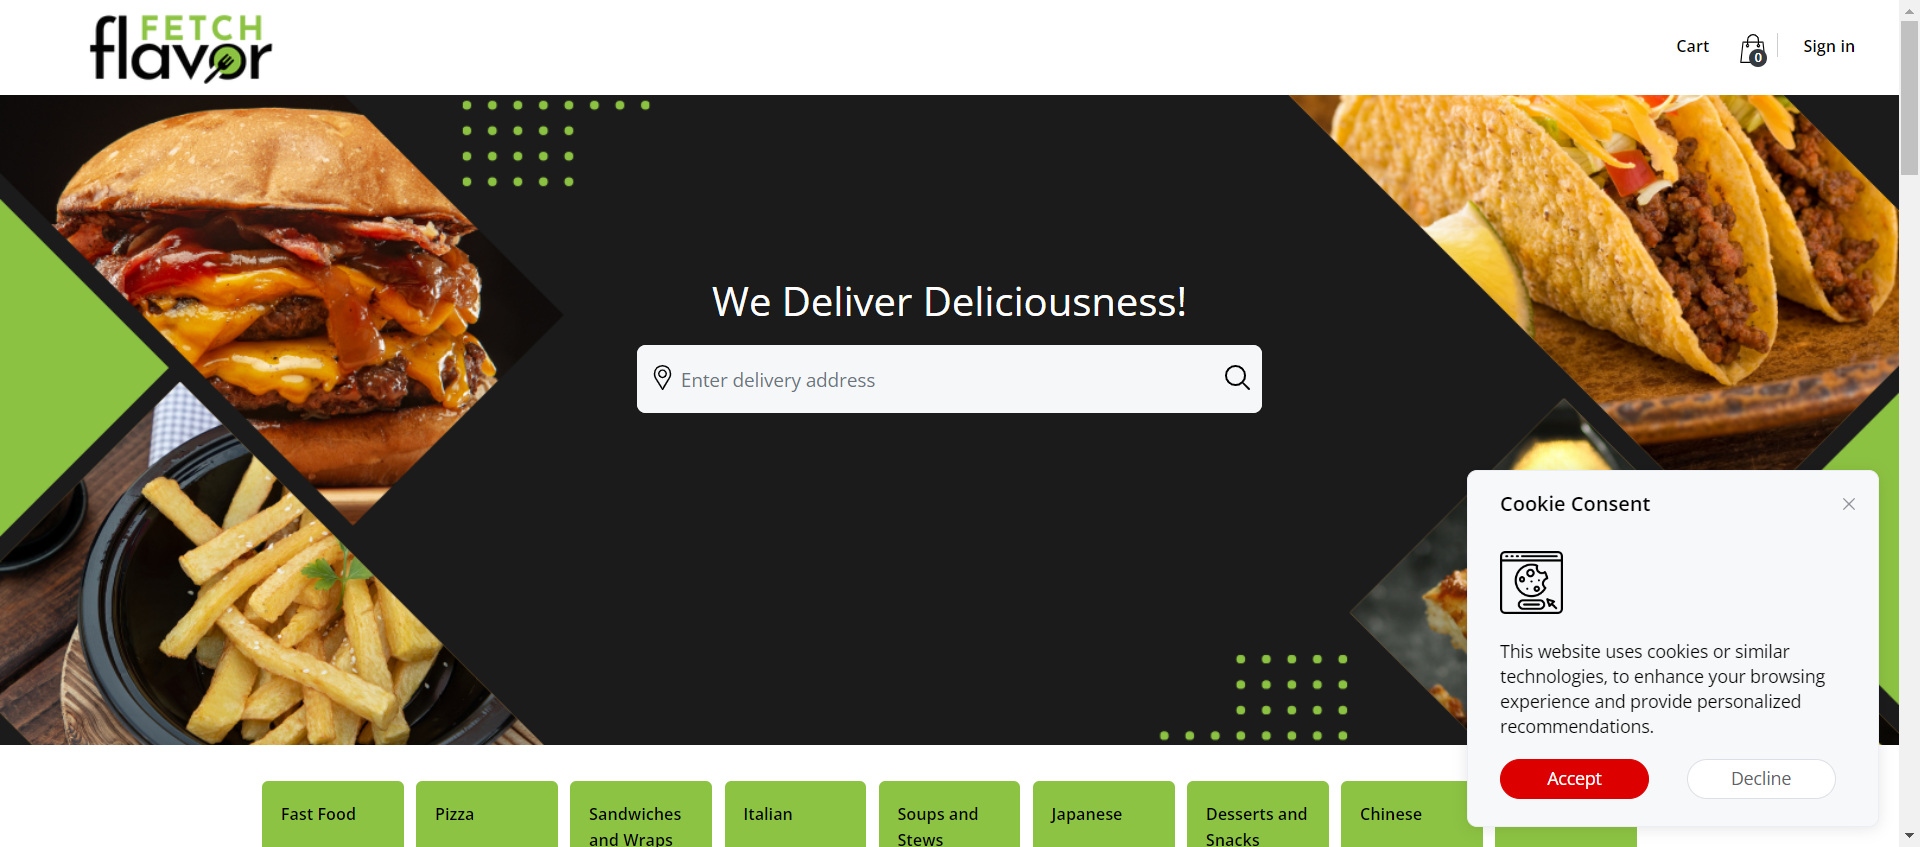 FETCH
flavor
Cart
0
Sign in
We Deliver Deliciousness!
Enter delivery address
Cookie Consent
This website uses cookies or similar
technologies, to enhance your browsing
experience and provide personalized
recommendations.
Accept
Decline
Fast Food
Pizza
Sandwiches
and Wraps
Italian
Soups and
Stews
Japanese
Desserts and
Snacks
Chinese